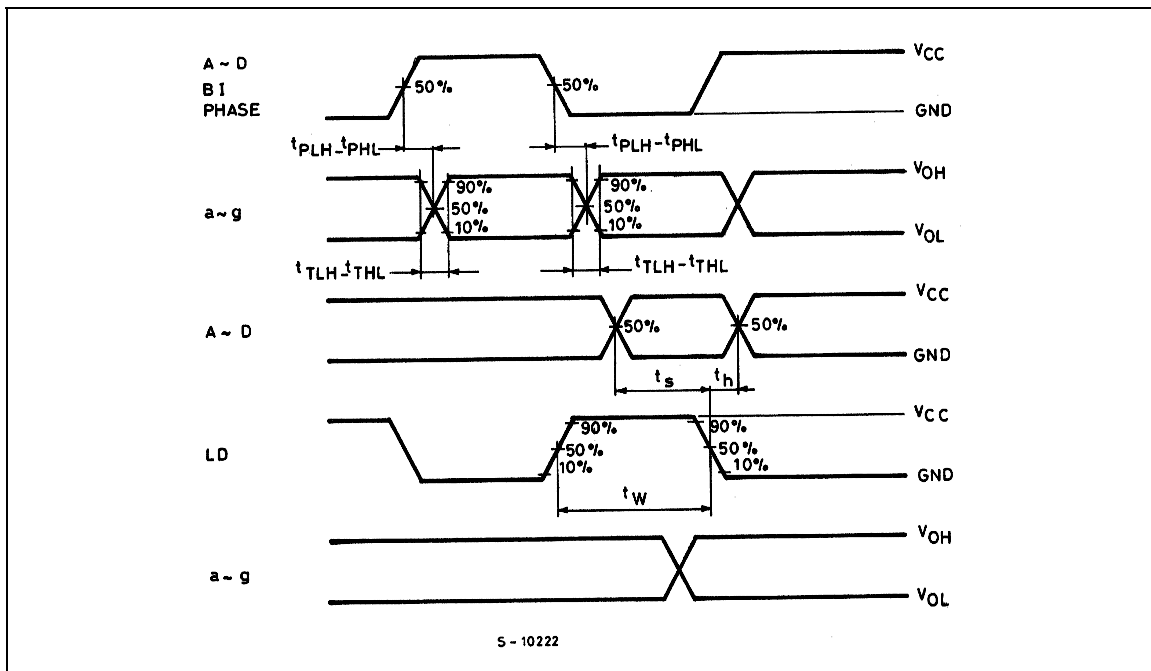 A~D
BI
PHASE
50%
50%
VCC
GND
tPLH-tPHL
tPLH-tPHL
a~g
90%
50%
10%
90%
50%
10%
VOH
VOL
tTLH-tTHL
tTLH-tTHL
A~D
50%
50%
VCC
GND
ts
th
LD
90%
50%
10%
90%
50%
10%
VCC
GND
tW
a~g
VOH
VOL
S-10222